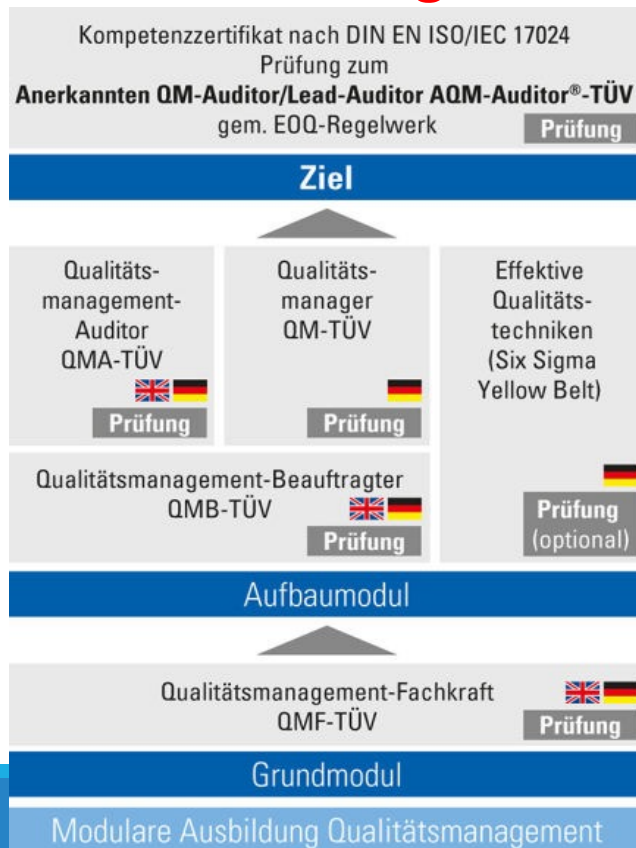 Kompetenzzertifikat nach DIN EN ISO/IEC 17024
Prüfung zum
Anerkannten QM-Auditor/Lead-Auditor AQM-Auditor®-TÜV
gem. EOQ-Regelwerk
Prüfung
Ziel
Qualitäts-
management-
Auditor
QMA-TÜV
Prüfung
Qualitäts-
manager
QM-TÜV
Prüfung
Effektive
Qualitäts-
techniken
(Six Sigma
Yellow Belt)
Prüfung
(optional)
Qualitätsmanagement-Beauftragter
QMB-TÜV
Prüfung
Aufbaumodul
Qualitätsmanagement-Fachkraft
QMF-TÜV
Prüfung
Grundmodul
Modulare Ausbildung Qualitätsmanagement